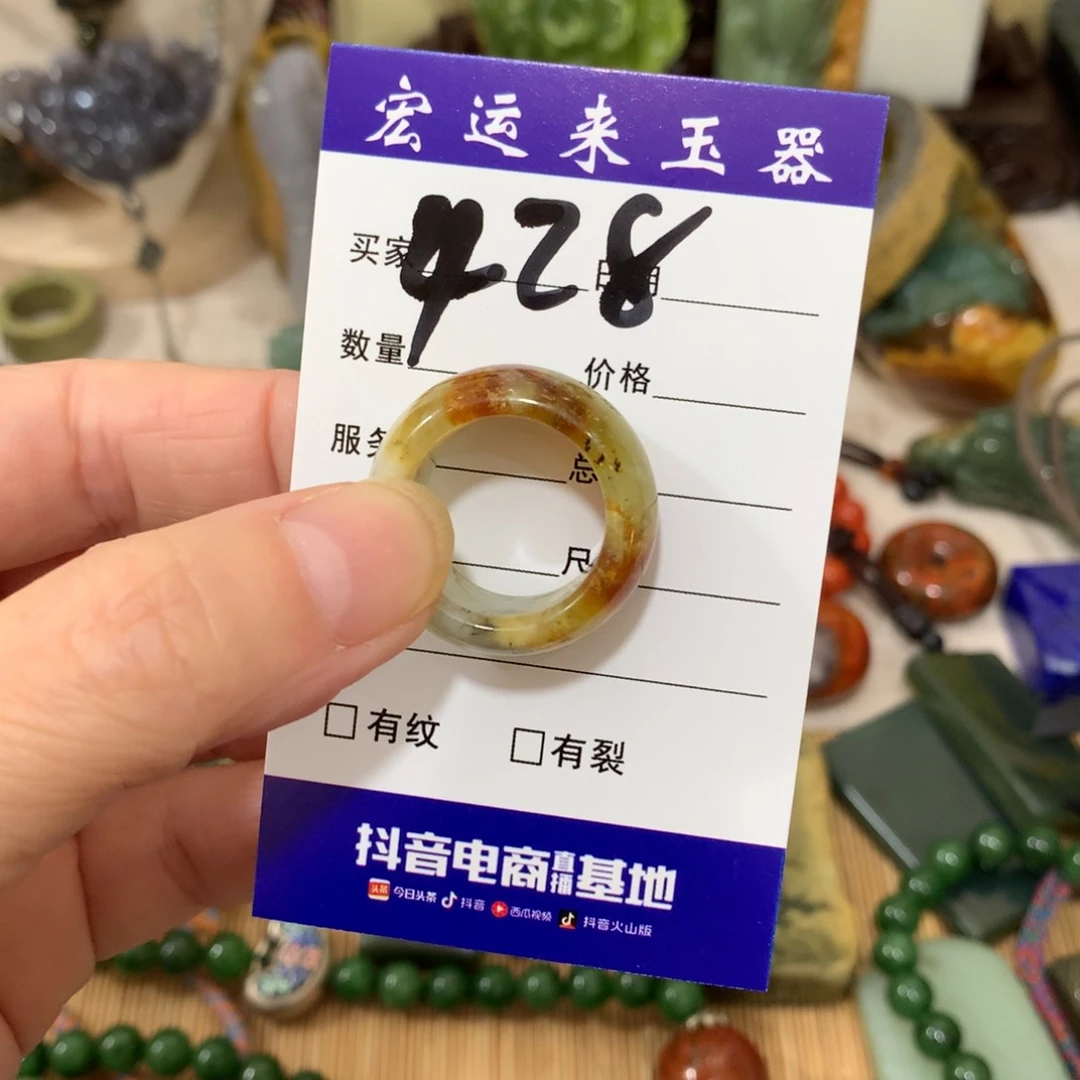 宏运来玉器
428
买家
数量 价格
服务 总
尺
有纹 有裂
抖音电商直播基地
头条 今日头条 抖音 西瓜视频 抖音火山版